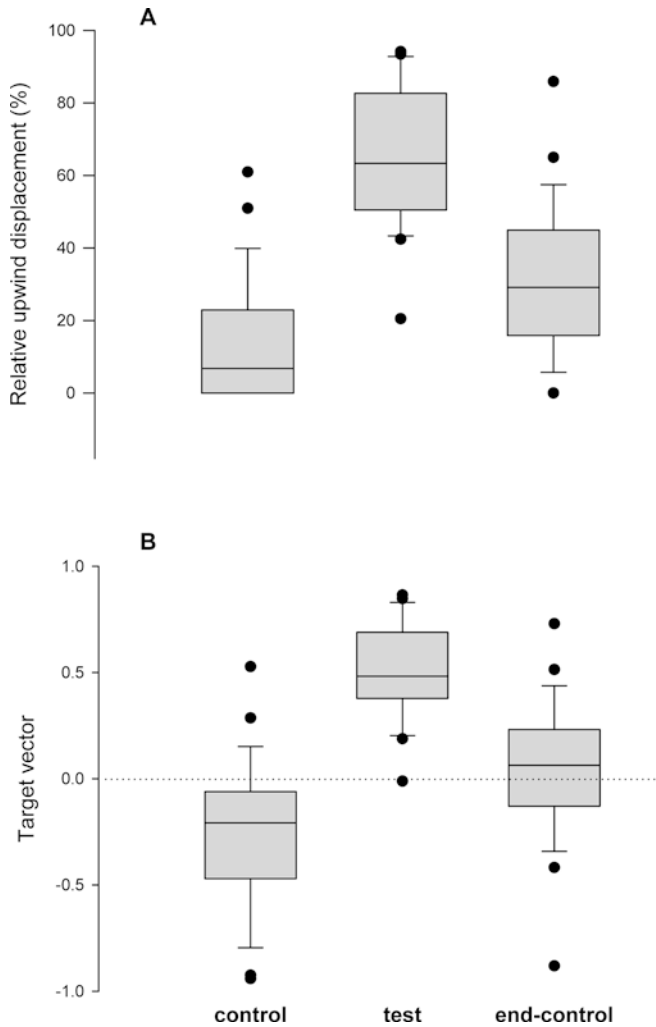 A
Relative upwind displacement (%)
100
80
60
40
20
0
B
Target vector
1.0
0.5
0.0
-0.5
-1.0
control test end-control